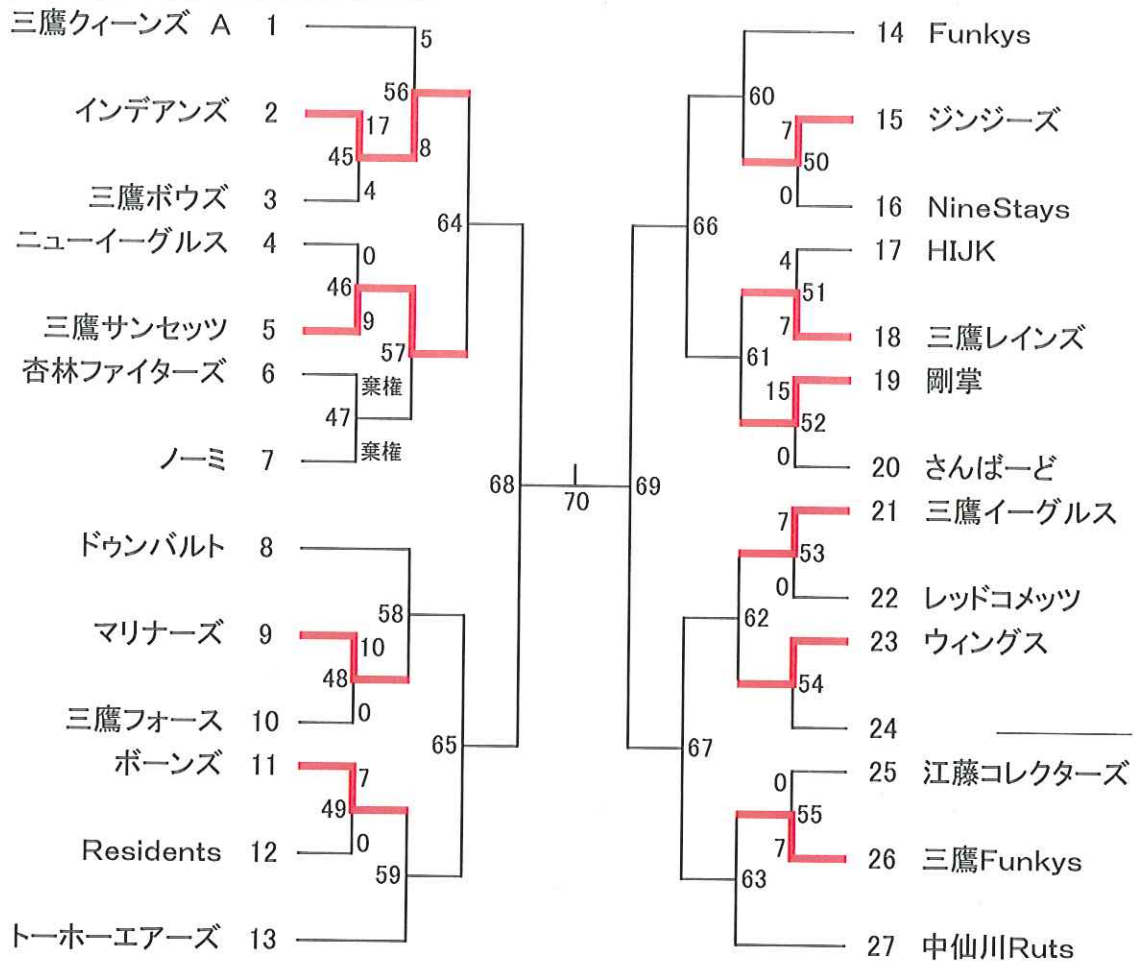 三鷹クィーンズ A 1
5
56
インデアンズ 2
17
45
8
4
三鷹ボウズ 3
64
ニューイーグルス 4
0
46
三鷹サンセッツ 5
9
57
杏林ファイターズ 6
棄権
47
ノーミ 7
棄権
68
70
ドゥンバルト 8
58
マリナーズ 9
10
48
0
三鷹フォース 10
65
ボーンズ 11
7
49
0
Residents 12
59
トーホーエアーズ 13
14 Funkys
60
7
15 ジンジーズ
50
0
16 NineStays
66
17 HIJK
4
51
7
18 三鷹レインズ
61
19 剛掌
15
52
0
20 さんばーど
69
21 三鷹イーグルス
7
53
0
22 レッドコメッツ
62
23 ウィングス
54
24
67
25 江藤コレクターズ
0
55
7
26 三鷹Funkys
63
27 中仙川Ruts